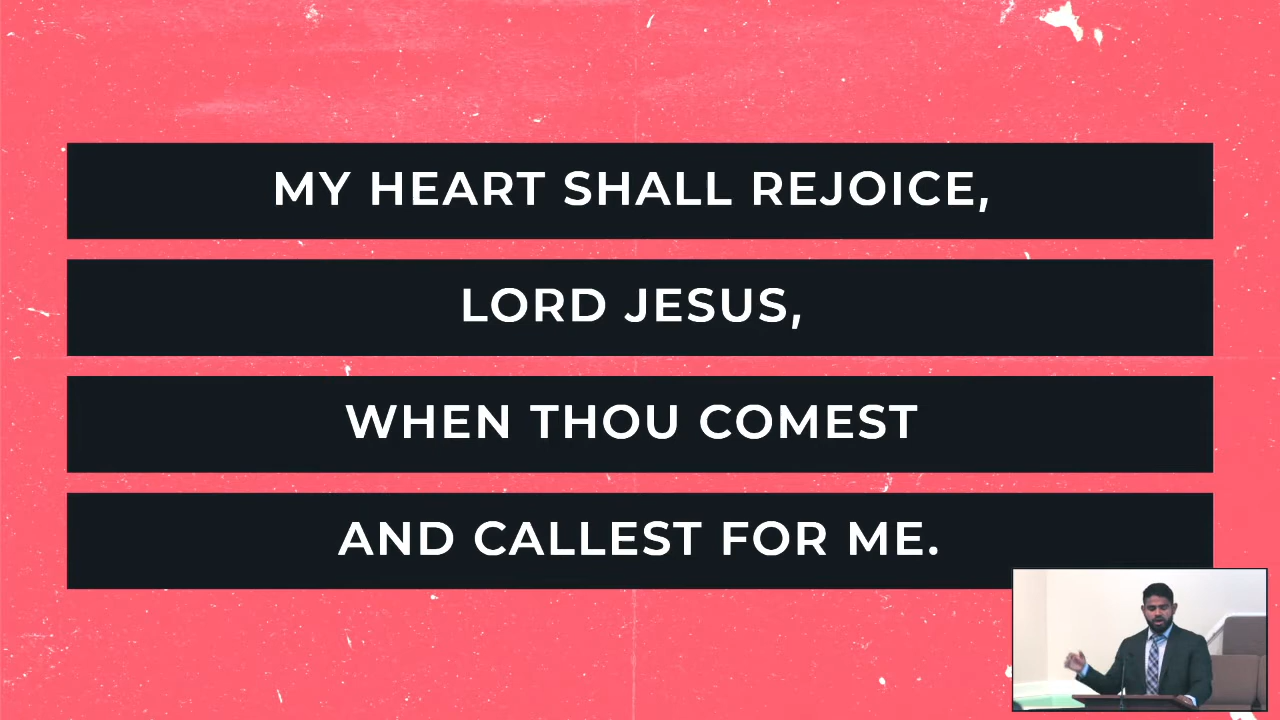 MY HEART SHALL REJOICE,
LORD JESUS,
WHEN THOU COMEST
AND CALLEST FOR ME.